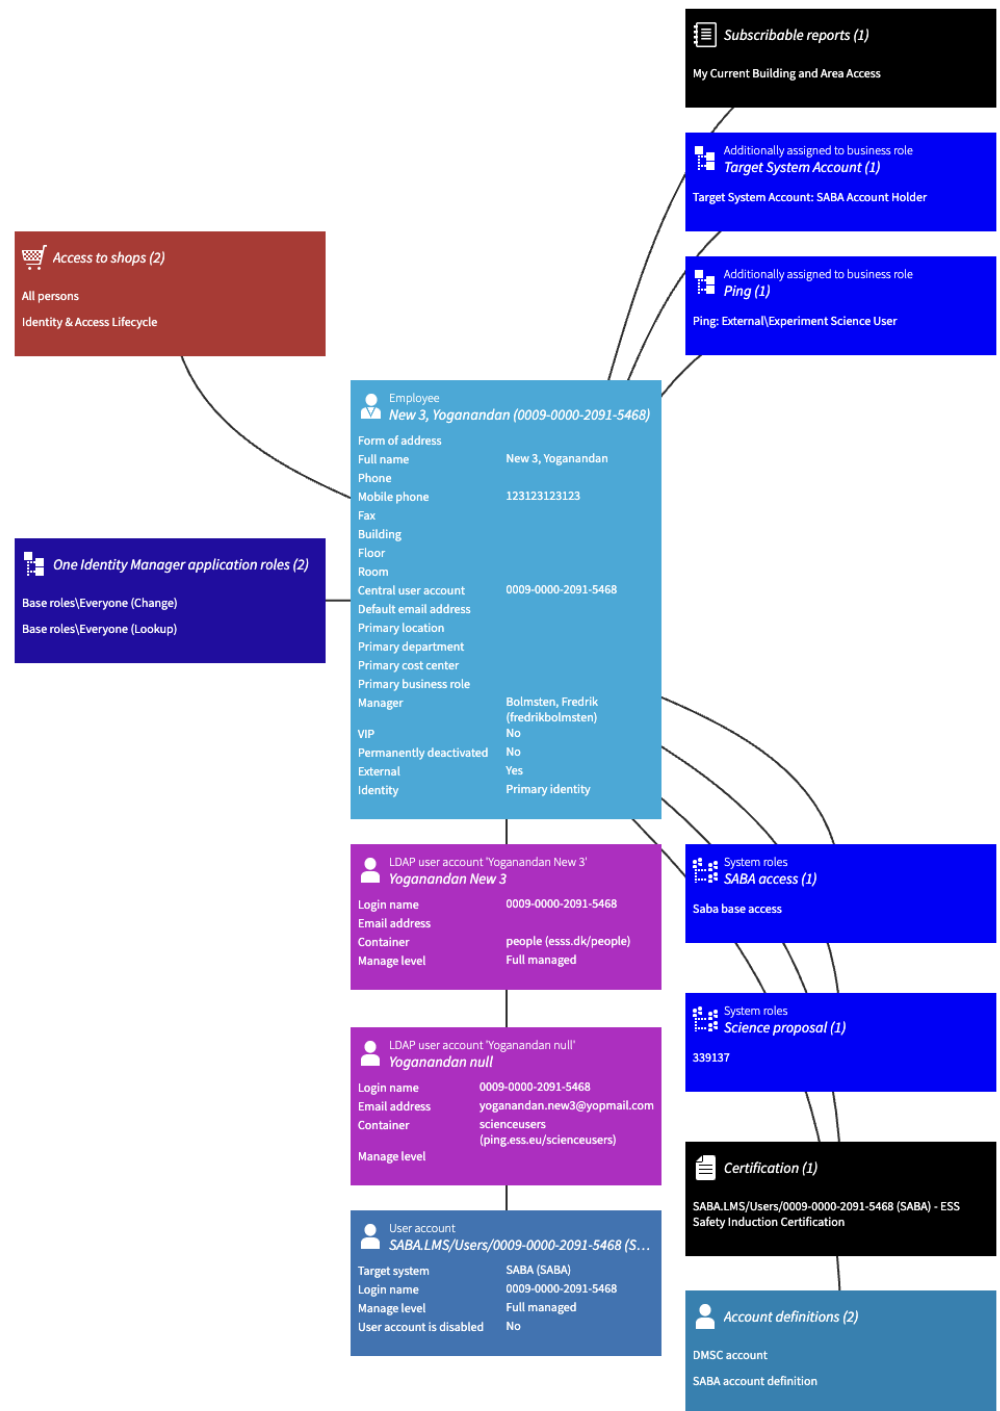 Subscribable reports (1)
My Current Building and Area Access
Additionally assigned to business role
Target System Account (1)
Target System Account: SABA Account Holder
Additionally assigned to business role
Ping (1)
Ping: External\Experiment Science User
Access to shops (2)
All persons
Identity & Access Lifecycle
One Identity Manager application roles (2)
Base roles\Everyone (Change)
Base roles\Everyone (Lookup)
Employee
New 3, Yoganandan (0009-0000-2091-5468)
Form of address
Full name New 3, Yoganandan
Phone
Mobile phone 123123123123
Fax
Building
Floor
Room
Central user account 0009-0000-2091-5468
Default email address
Primary location
Primary department
Primary cost center
Primary business role
Manager Bolmsten, Fredrik
(fredrikbolmsten)
VIP No
Permanently deactivated No
External Yes
Identity Primary identity
LDAP user account 'Yoganandan New 3'
Yoganandan New 3
Login name 0009-0000-2091-5468
Email address
Container people (esss.dk/people)
Manage level Full managed
LDAP user account 'Yoganandan null'
Yoganandan null
Login name 0009-0000-2091-5468
Email address yoganandan.new3@yopmail.com
Container scienceusers
(ping.ess.eu/scienceusers)
Manage level
User account
SABA.LMS/Users/0009-0000-2091-5468 (S...
Target system SABA (SABA)
Login name 0009-0000-2091-5468
Manage level Full managed
User account is disabled No
System roles
SABA access (1)
Saba base access
System roles
Science proposal (1)
339137
Certification (1)
SABA.LMS/Users/0009-0000-2091-5468 (SABA) - ESS
Safety Induction Certification
Account definitions (2)
DMSC account
SABA account definition